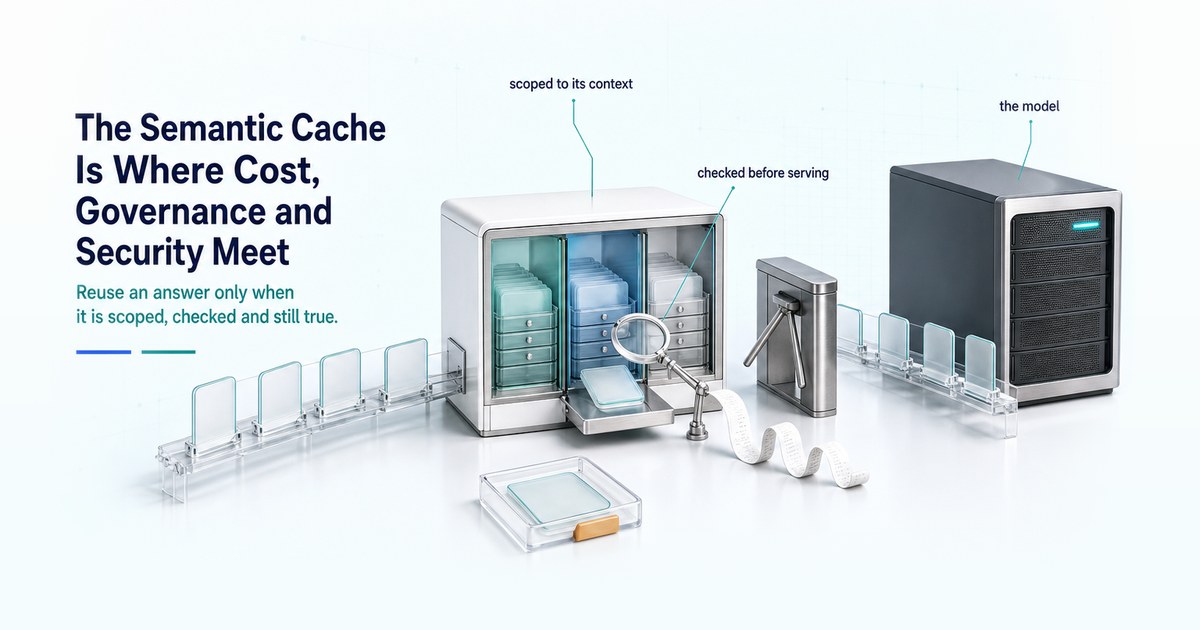 The Semantic Cache
Is Where Cost,
Governance and
Security Meet
Reuse an answer only when
it is scoped, checked and still true.
scoped to its context
checked before serving
the model